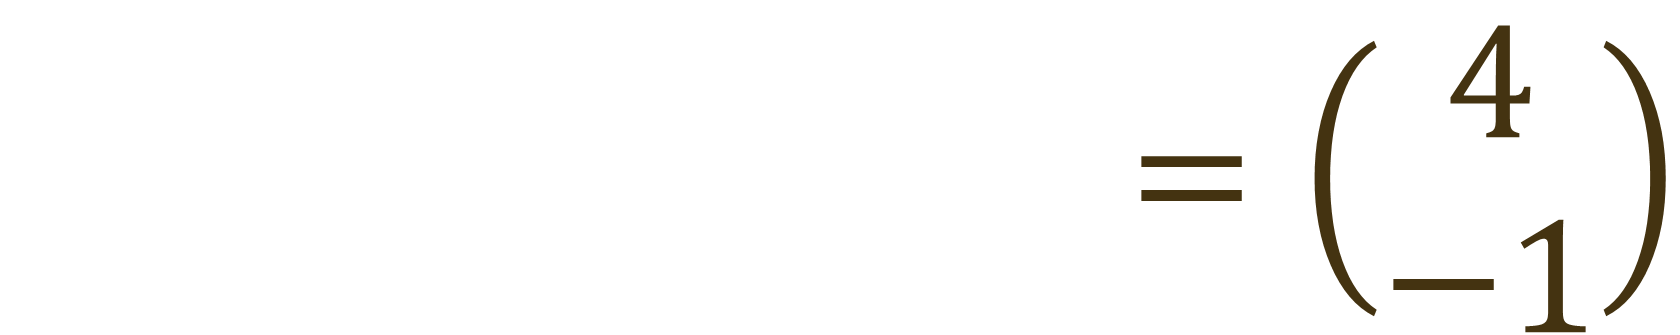 = (4
−1)